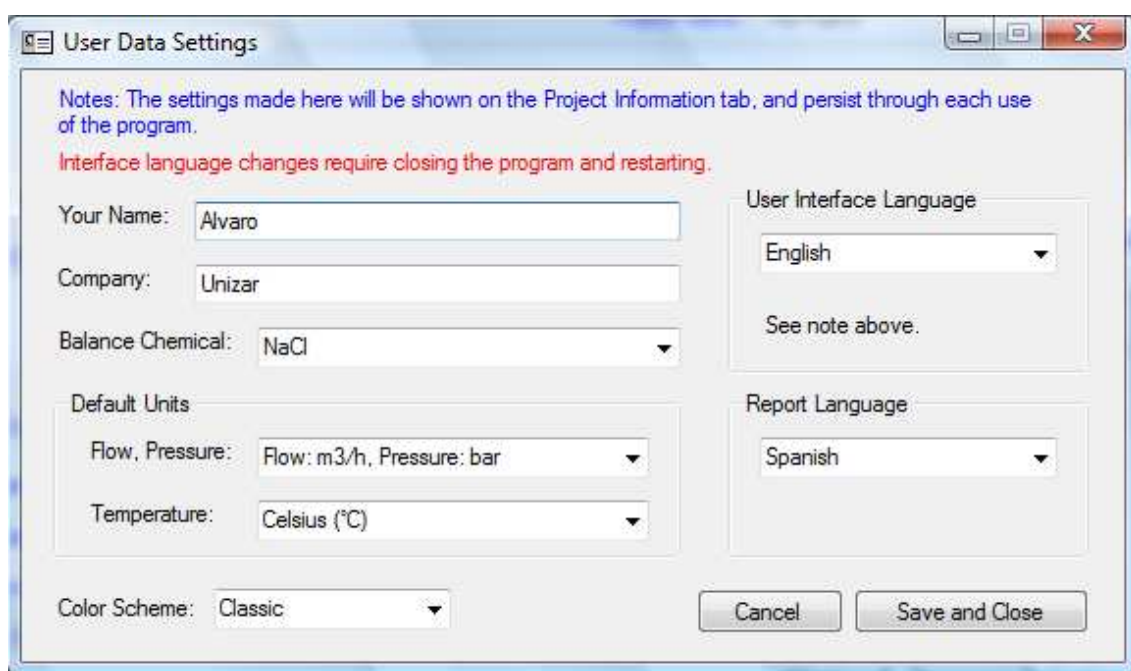 User Data Settings
Notes: The settings made here will be shown on the Project Information tab, and persist through each use
of the program.
Interface language changes require closing the program and restarting.
Your Name: Alvaro
Company: Unizar
Balance Chemical: NaCl
Default Units
Flow, Pressure: Flow: m3/h, Pressure: bar
Temperature: Celsius (°C)
Color Scheme: Classic
User Interface Language
English
See note above.
Report Language
Spanish
Cancel
Save and Close